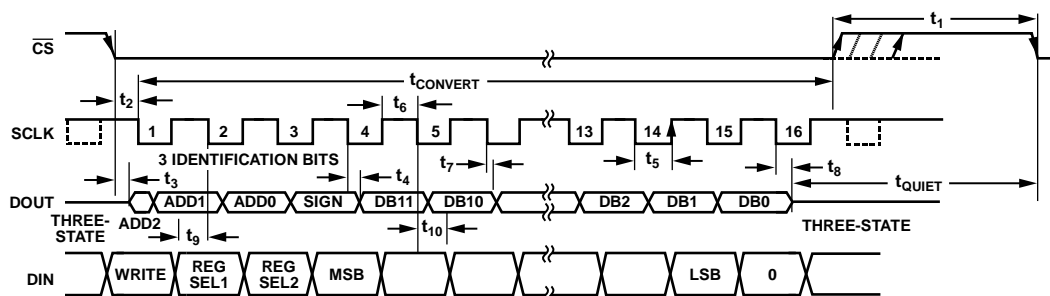 t1
CS
tCONVERT
t2
t6
SCLK
1 2 3 4 5 13 14 15 16
3 IDENTIFICATION BITS
t7
t5
t8
t3
t4
tQUIET
DOUT
ADD1 ADD0 SIGN DB11 DB10 DB2 DB1 DB0
THREE-STATE
ADD2
t9
t10
THREE-STATE
DIN
WRITE
REG SEL1
REG SEL2
MSB
LSB
0